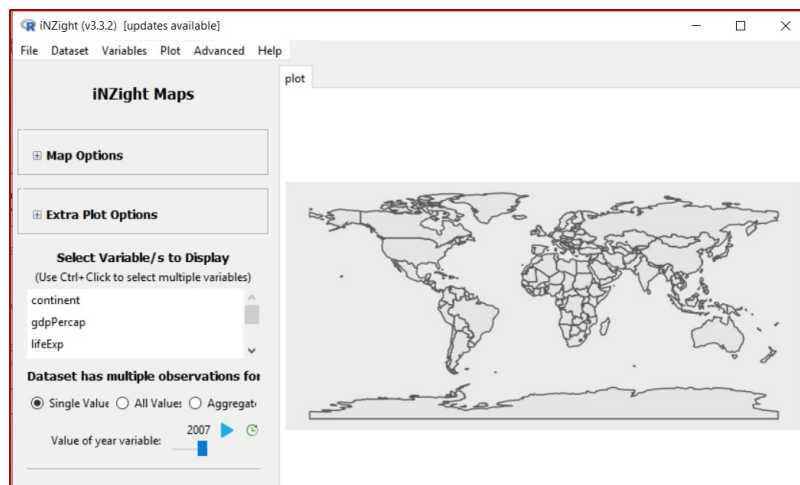 iNZight (v3.3.2) [updates available]
File Dataset Variables Plot Advanced Help
iNZight Maps
Map Options
Extra Plot Options
Select Variable/s to Display
(Use Ctrl+Click to select multiple variables)
continent
gdpPercap
lifeExp
Dataset has multiple observations for
Single Value All Values Aggregate
2007
Value of year variable:
plot